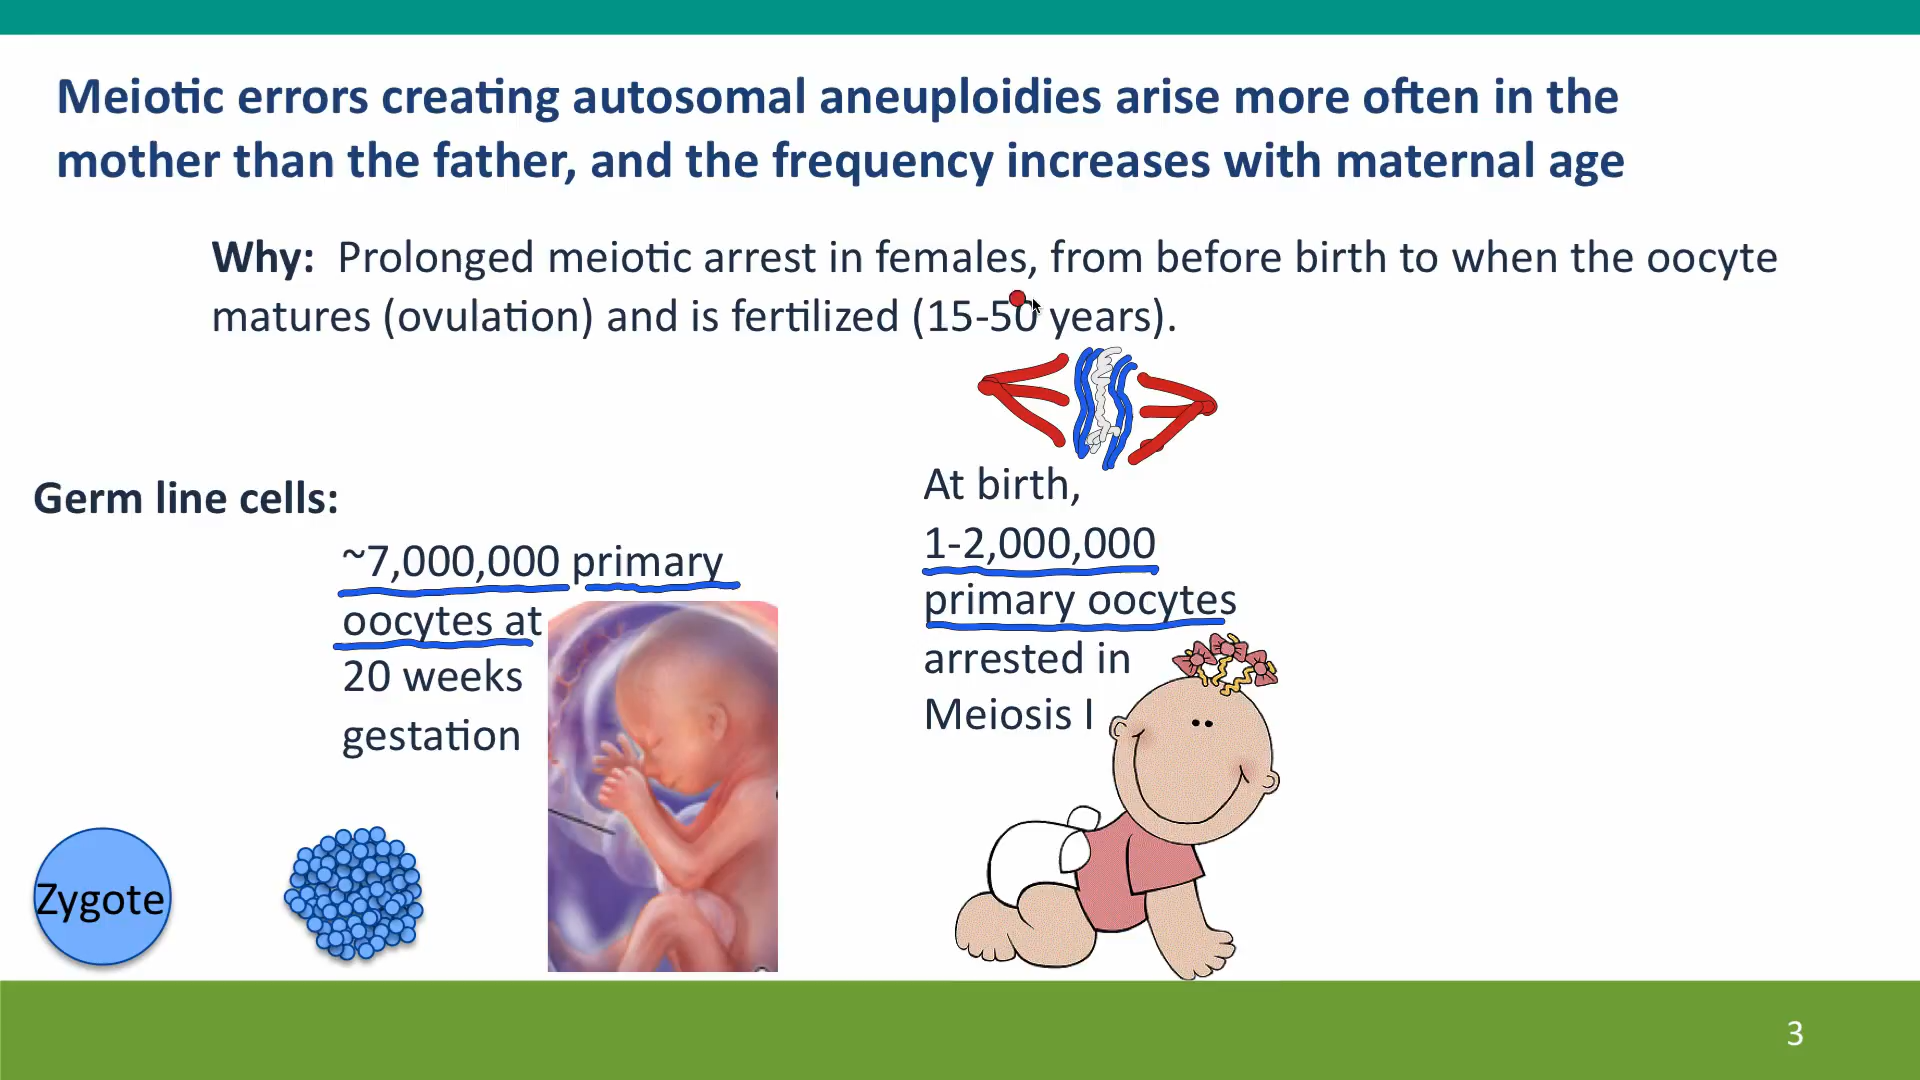 Meiotic errors creating autosomal aneuploidies arise more often in the
mother than the father, and the frequency increases with maternal age
Why: Prolonged meiotic arrest in females, from before birth to when the oocyte
matures (ovulation) and is fertilized (15-50 years).
Germ line cells:
~7,000,000 primary
oocytes at
20 weeks
gestation
At birth,
1-2,000,000
primary oocytes
arrested in
Meiosis I
Zygote
3